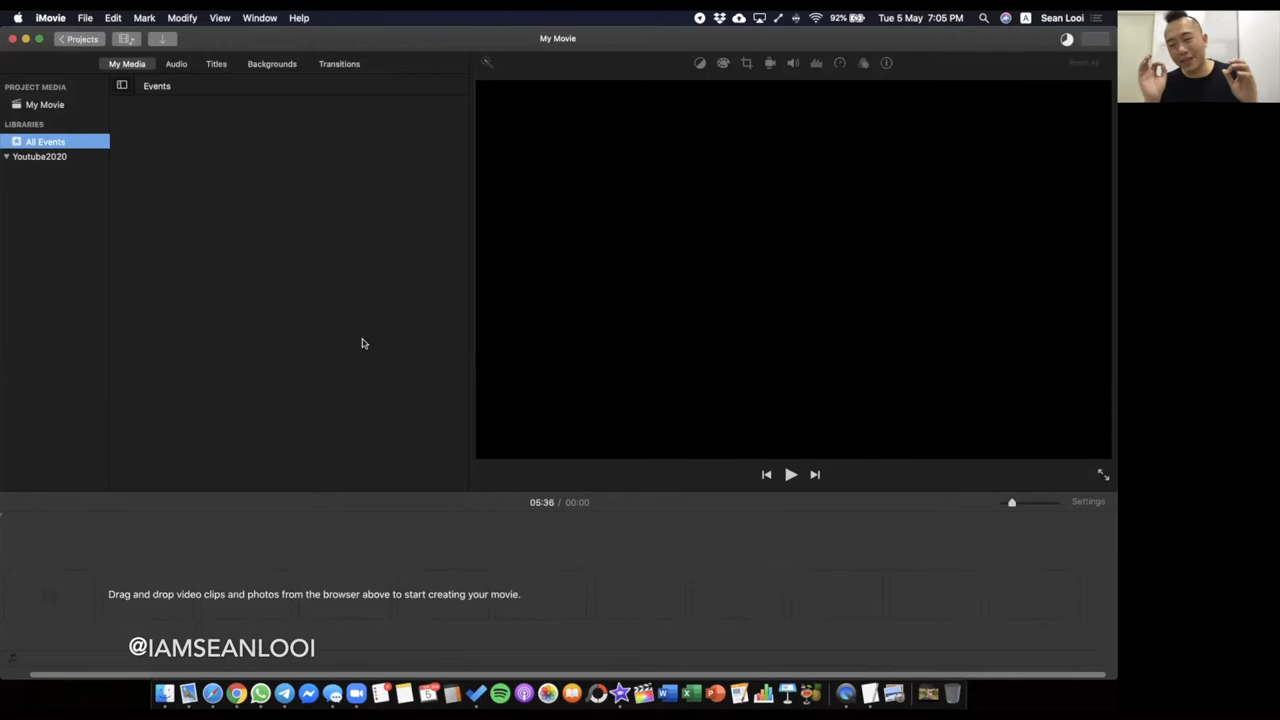 iMovie File Edit Mark Modify View Window Help 92% Tue 5 May 7:05 PM A Sean Looi
Projects My Movie
My Media Audio Titles Backgrounds Transitions Reset All
PROJECT MEDIA Events
My Movie
LIBRARIES
All Events
Youtube2020
05:36 / 00:00 Settings
Drag and drop video clips and photos from the browser above to start creating your movie.
@IAMSEANLOOI